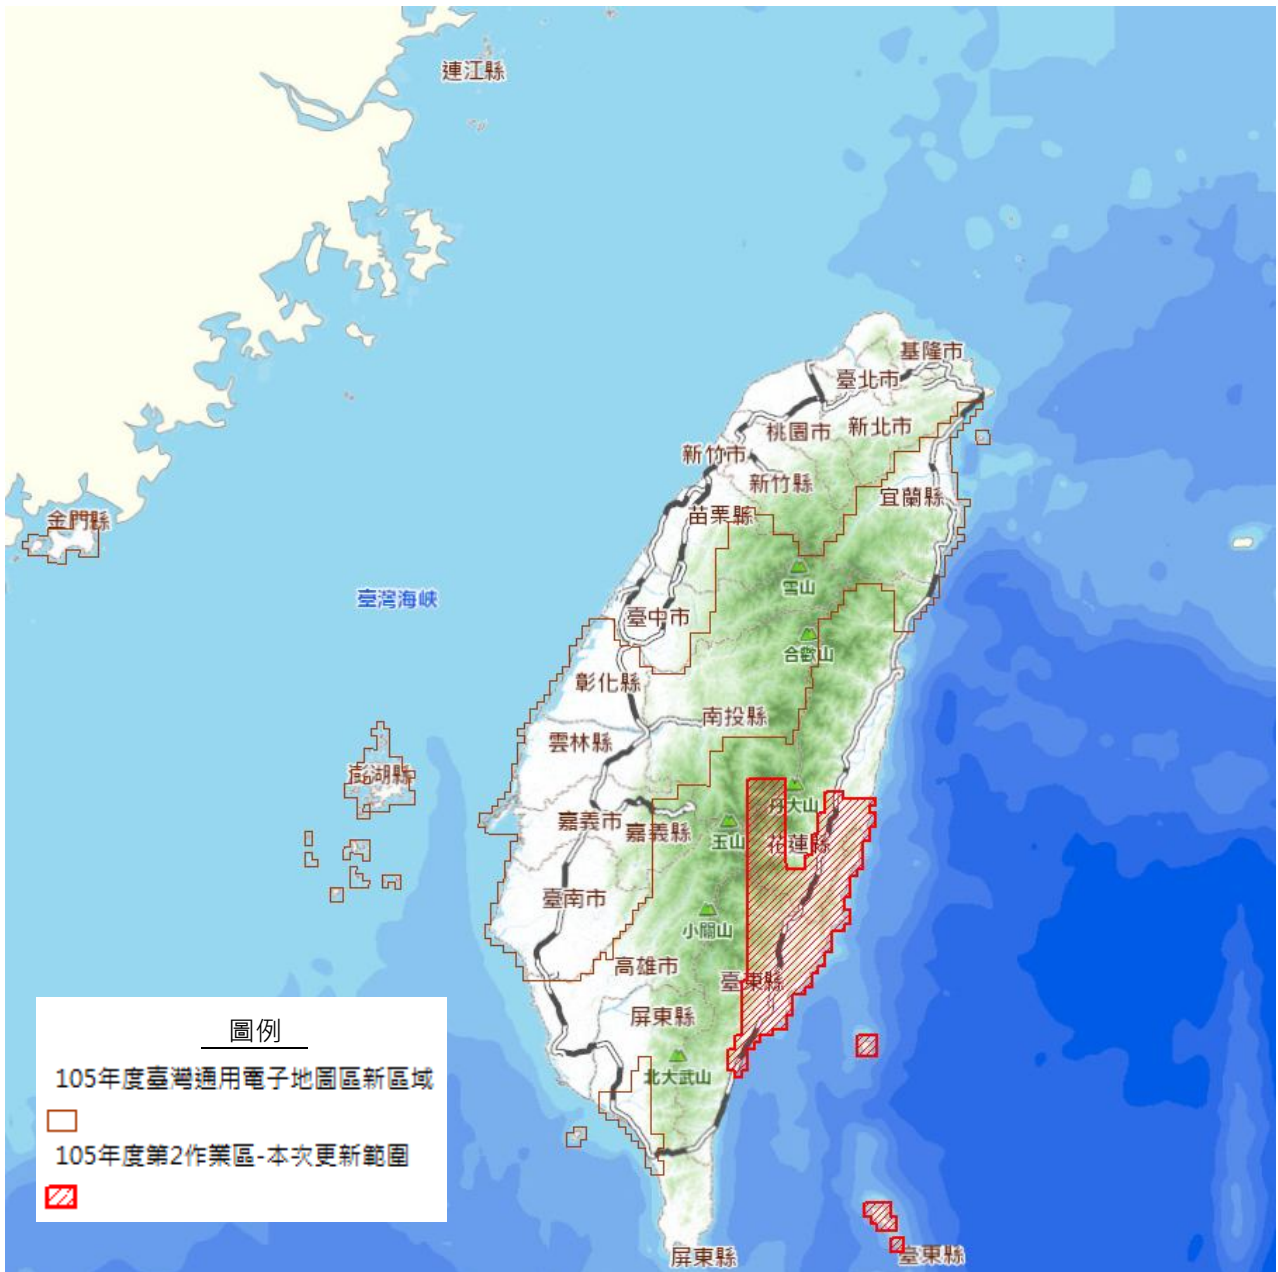 連江縣
基隆市
臺北市
桃園市
新北市
新竹市
新竹縣
宜蘭縣
苗栗縣
金門縣
雪山
臺灣海峽
臺中市
合歡山
彰化縣
南投縣
雲林縣
澎湖縣
丹大山
嘉義市
嘉義縣
玉山
花蓮縣
臺南市
小關山
高雄市
臺東縣
屏東縣
北大武山
圖例
105年度臺灣通用電子地圖區新區域
105年度第2作業區-本次更新範圍
屏東縣
臺東縣